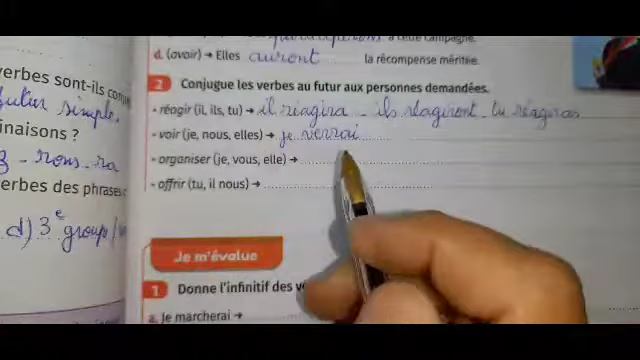 à cette campagne.
d. (avoir) → Elles auront la récompense méritée.
verbes sont-ils
futur simple.
2 Conjugue les verbes au futur aux personnes demandées.
- réagir (il, ils, tu) → il réagira - ils réagiront - tu réagiras
inaisons ?
- voir (je, nous, elles) → je verrai
- rons - ra
- organiser (je, vous, elle) →
verbes des phrases
- offrir (tu, il nous) →
d) 3e groupe
Je m'évalue
1 Donne l'infinitif des
a. Je marcherai →